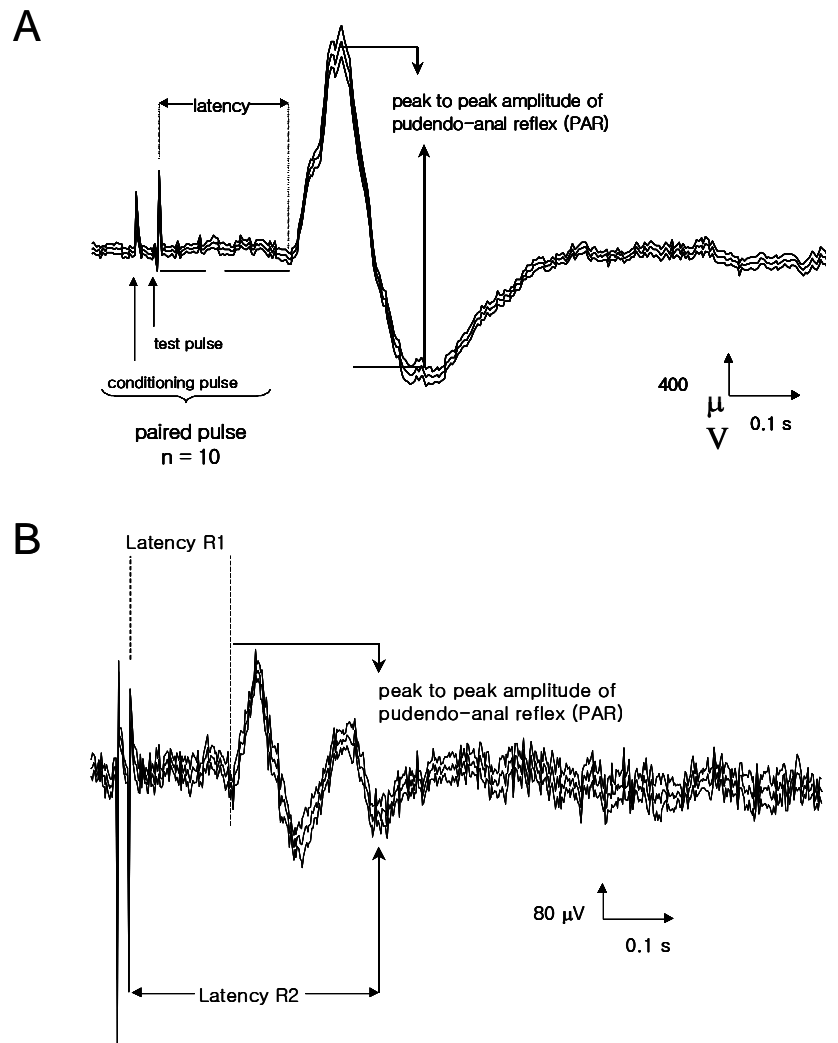 A
latency
peak to peak amplitude of
pudendo-anal reflex (PAR)
test pulse
conditioning pulse
paired pulse
n = 10
400
μ
V
0.1 s
B
Latency R1
peak to peak amplitude of
pudendo-anal reflex (PAR)
80 μV
0.1 s
Latency R2